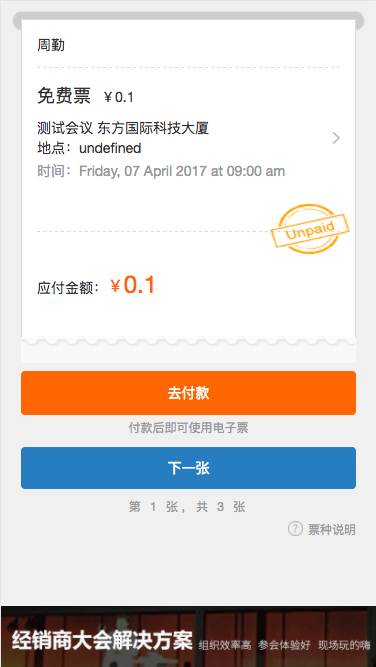 周勤
免费票 ￥0.1
测试会议 东方国际科技大厦
地点：undefined
时间：Friday, 07 April 2017 at 09:00 am
Unpaid
应付金额：￥0.1
去付款
付款后即可使用电子票
下一张
第 1 张，共 3 张
? 票种说明
经销商大会解决方案 组织效率高 参会体验好 现场玩的嗨